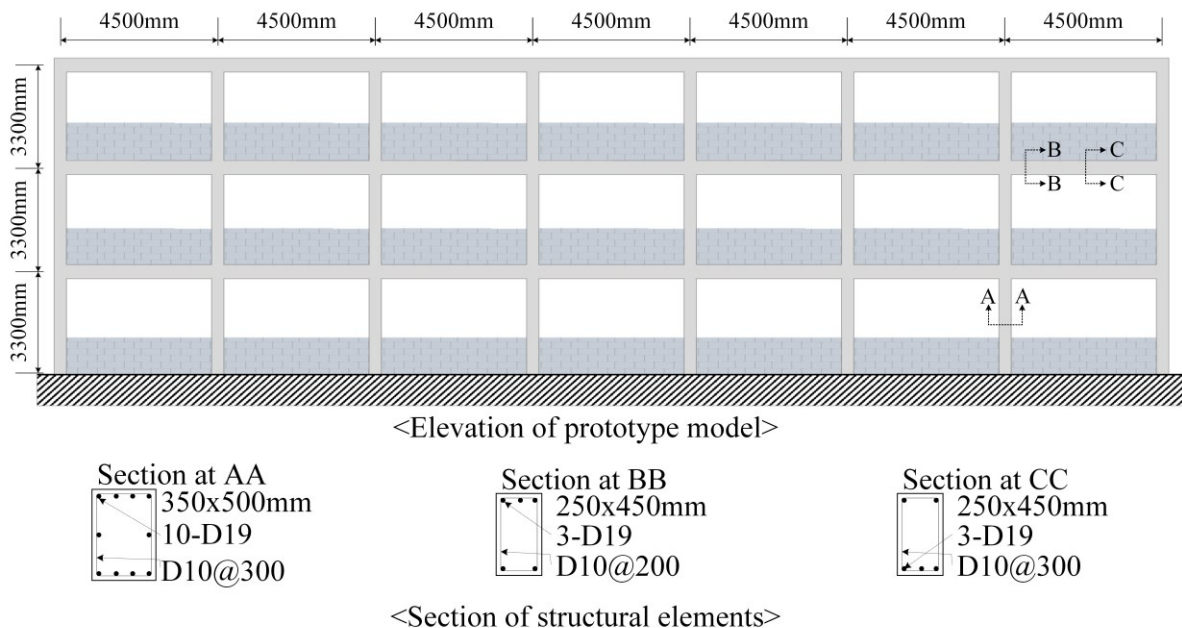 4500mm 4500mm 4500mm 4500mm 4500mm 4500mm 4500mm
3300mm
B C
B C
3300mm
A A
3300mm
<Elevation of prototype model>
Section at AA
350x500mm
10-D19
D10@300
Section at BB
250x450mm
3-D19
D10@200
Section at CC
250x450mm
3-D19
D10@300
<Section of structural elements>